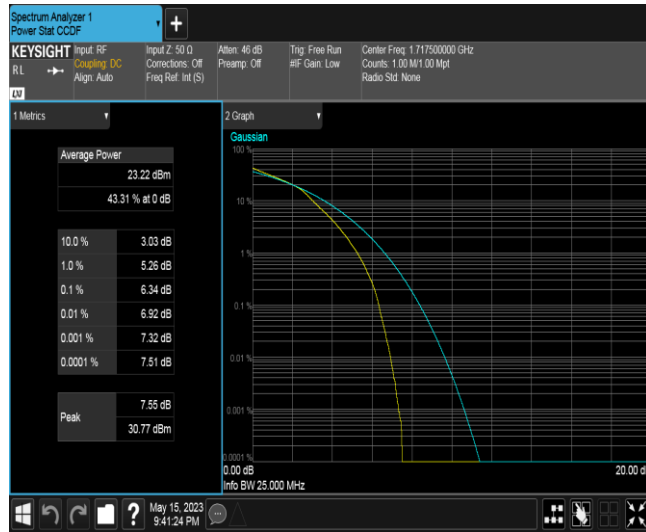 Spectrum Analyzer 1
Power Stat CCDF
KEYSIGHT
RL
LXI
Input: RF
Coupling: DC
Align: Auto
Input Z: 50 Ω
Corrections: Off
Freq Ref: Int (S)
Atten: 46 dB
Preamp: Off
Trig: Free Run
#IF Gain: Low
Center Freq: 1.717500000 GHz
Counts: 1.00 M/1.00 Mpt
Radio Std: None
1 Metrics
Average Power
23.22 dBm
43.31 % at 0 dB
10.0 % 3.03 dB
1.0 % 5.26 dB
0.1 % 6.34 dB
0.01 % 6.92 dB
0.001 % 7.32 dB
0.0001 % 7.51 dB
Peak
7.55 dB
30.77 dBm
2 Graph
Gaussian
100 %
10 %
1 %
0.1 %
0.01 %
0.001 %
0.0001 %
0.00 dB
20.00 d
Info BW 25.000 MHz
?
May 15, 2023
9:41:24 PM